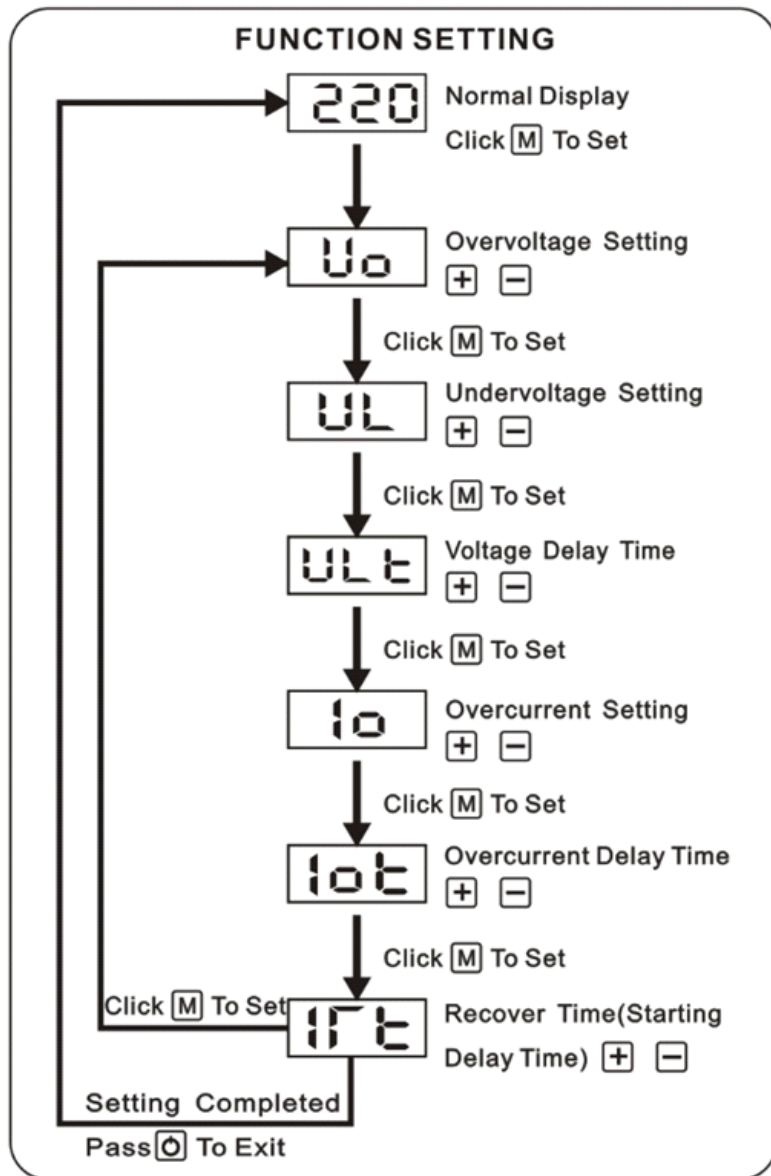 FUNCTION SETTING
220
Normal Display
Click M To Set
Uo
Overvoltage Setting
+ −
Click M To Set
UL
Undervoltage Setting
+ −
Click M To Set
ULt
Voltage Delay Time
+ −
Click M To Set
Io
Overcurrent Setting
+ −
Click M To Set
Iot
Overcurrent Delay Time
+ −
Click M To Set
Click M To Set
Irt
Recover Time(Starting
Delay Time) + −
Setting Completed
Pass To Exit